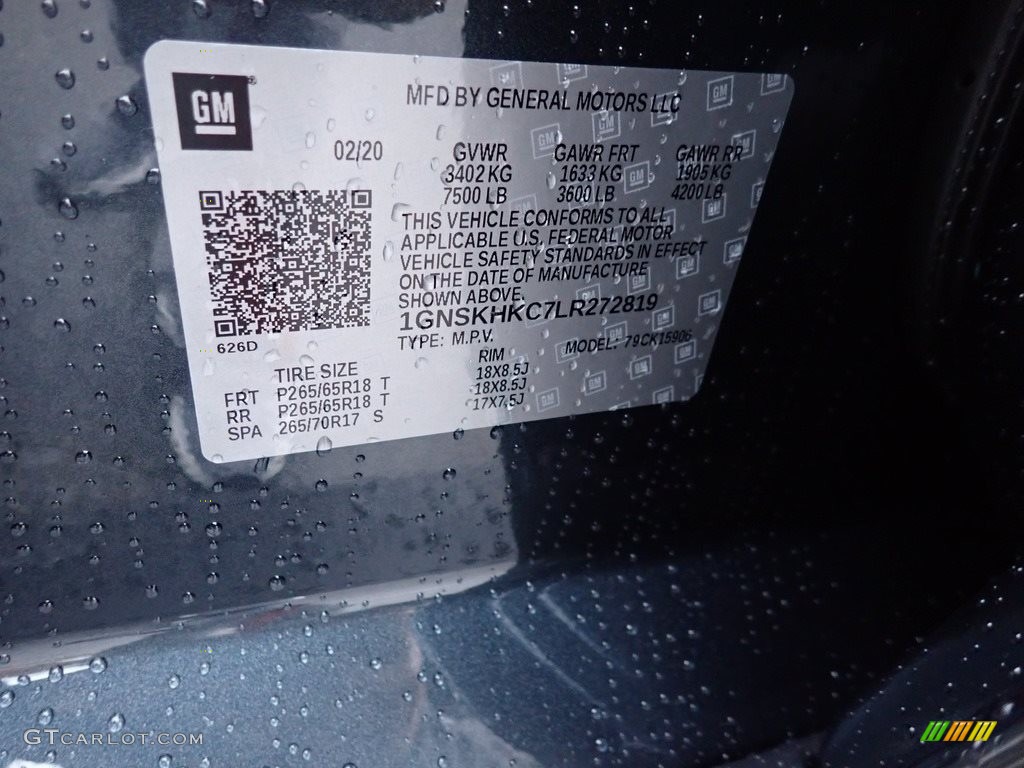 GM
MFD BY GENERAL MOTORS LLC
02/20
GVWR GAWR FRT GAWR RR
3402 KG 1633 KG 1905 KG
7500 LB 3600 LB 4200 LB
THIS VEHICLE CONFORMS TO ALL
APPLICABLE U.S. FEDERAL MOTOR
VEHICLE SAFETY STANDARDS IN EFFECT
ON THE DATE OF MANUFACTURE
SHOWN ABOVE.
1GNSKHKC7LR272819
626D
TYPE: M.P.V. MODEL: 79CK15906
TIRE SIZE RIM
FRT P265/65R18 T 18X8.5J
RR P265/65R18 T 18X8.5J
SPA 265/70R17 S 17X7.5J
GTcarlot.com